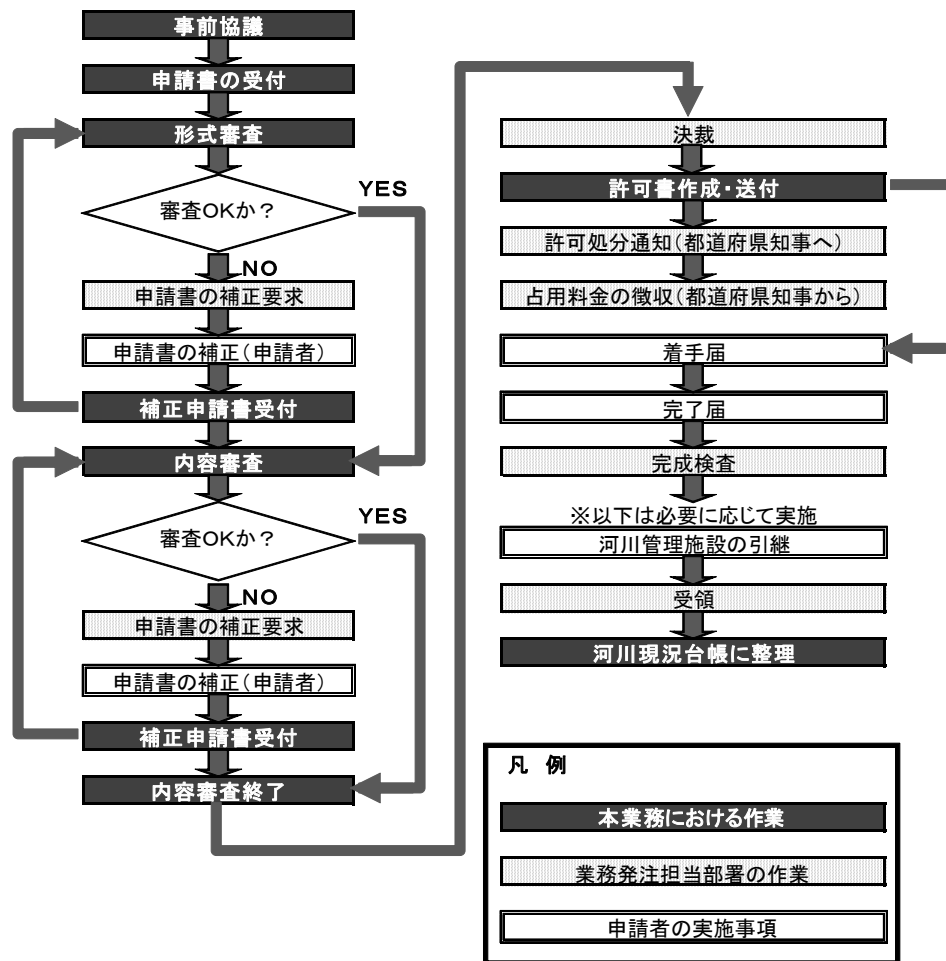 事前協議
申請書の受付
形式審査
審査OKか？
YES
NO
申請書の補正要求
申請書の補正（申請者）
補正申請書受付
内容審査
審査OKか？
YES
NO
申請書の補正要求
申請書の補正（申請者）
補正申請書受付
内容審査終了
決裁
許可書作成・送付
許可処分通知（都道府県知事へ）
占用料金の徴収（都道府県知事から）
着手届
完了届
完成検査
※以下は必要に応じて実施
河川管理施設の引継
受領
河川現況台帳に整理
凡 例
本業務における作業
業務発注担当部署の作業
申請者の実施事項